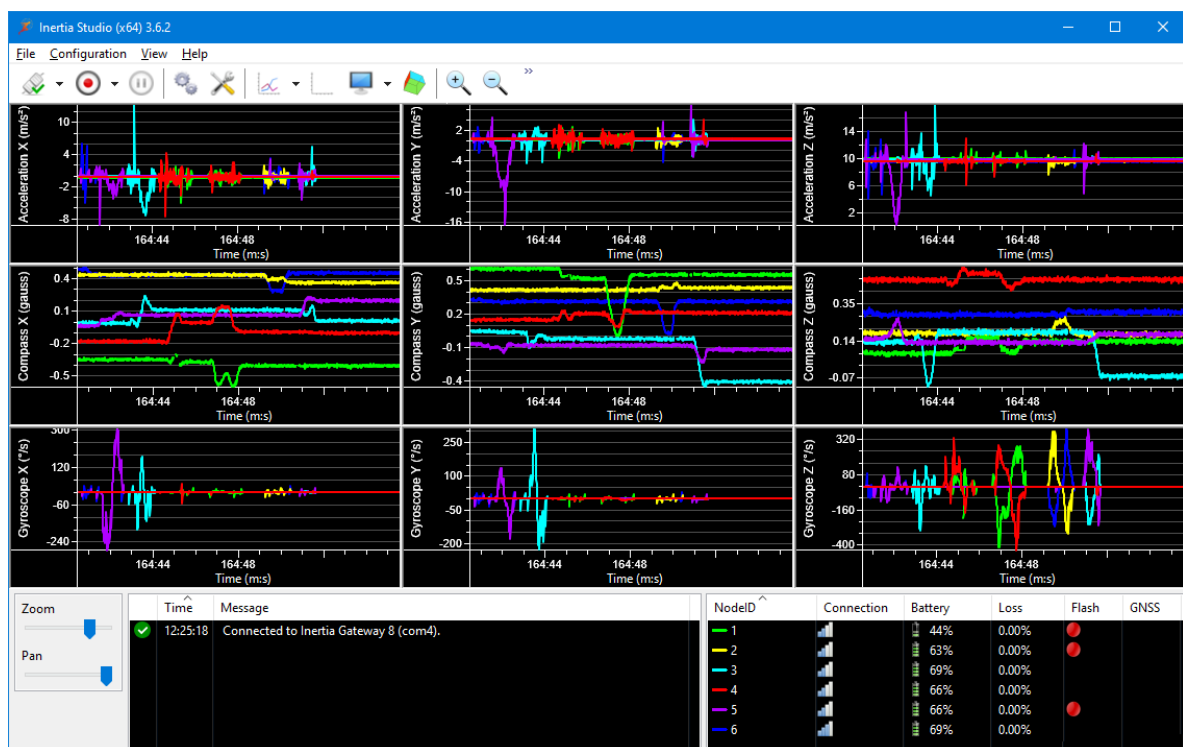 Inertia Studio (x64) 3.6.2
File Configuration View Help
»
Acceleration X (m/s²)
10
4
-2
-8
164:44 164:48
Time (m:s)
Acceleration Y (m/s²)
2
-4
-10
-16
164:44 164:48
Time (m:s)
Acceleration Z (m/s²)
14
10
6
2
164:44 164:48
Time (m:s)
Compass X (gauss)
0.4
0.1
-0.2
-0.5
164:44 164:48
Time (m:s)
Compass Y (gauss)
0.5
0.2
-0.1
-0.4
164:44 164:48
Time (m:s)
Compass Z (gauss)
0.35
0.14
-0.07
164:44 164:48
Time (m:s)
Gyroscope X (°/s)
300
120
-60
-240
164:44 164:48
Time (m:s)
Gyroscope Y (°/s)
250
100
-50
-200
164:44 164:48
Time (m:s)
Gyroscope Z (°/s)
320
80
-160
-400
164:44 164:48
Time (m:s)
Zoom
Pan
Time Message
12:25:18 Connected to Inertia Gateway 8 (com4).
NodeID Connection Battery Loss Flash GNSS
1 44% 0.00%
2 63% 0.00%
3 69% 0.00%
4 66% 0.00%
5 66% 0.00%
6 69% 0.00%